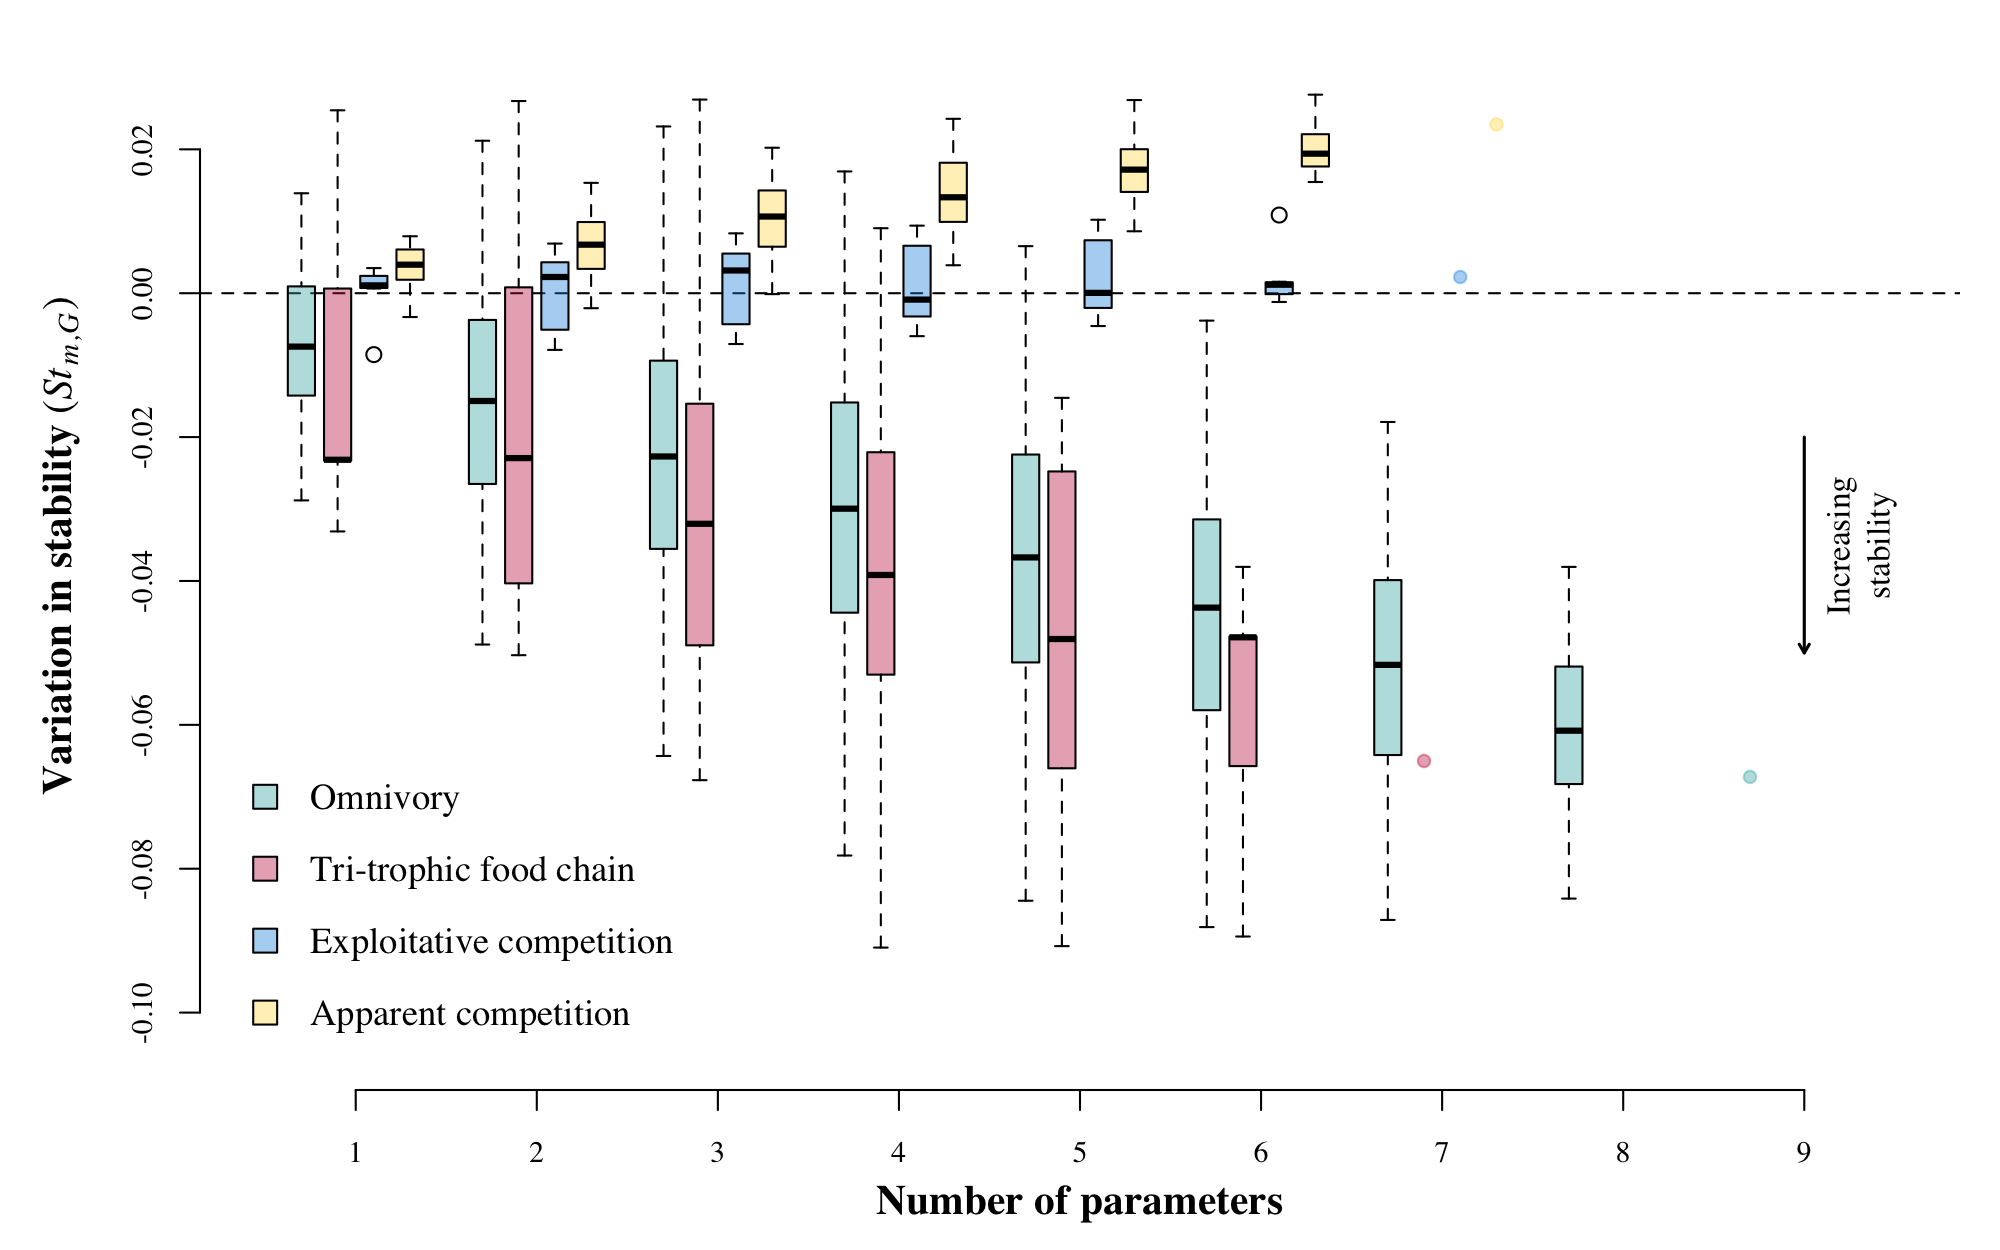 0.02
0.00
-0.02
-0.04
-0.06
-0.08
-0.10
Variation in stability (St m,G)
Increasing
stability
Omnivory
Tri-trophic food chain
Exploitative competition
Apparent competition
1 2 3 4 5 6 7 8 9
Number of parameters